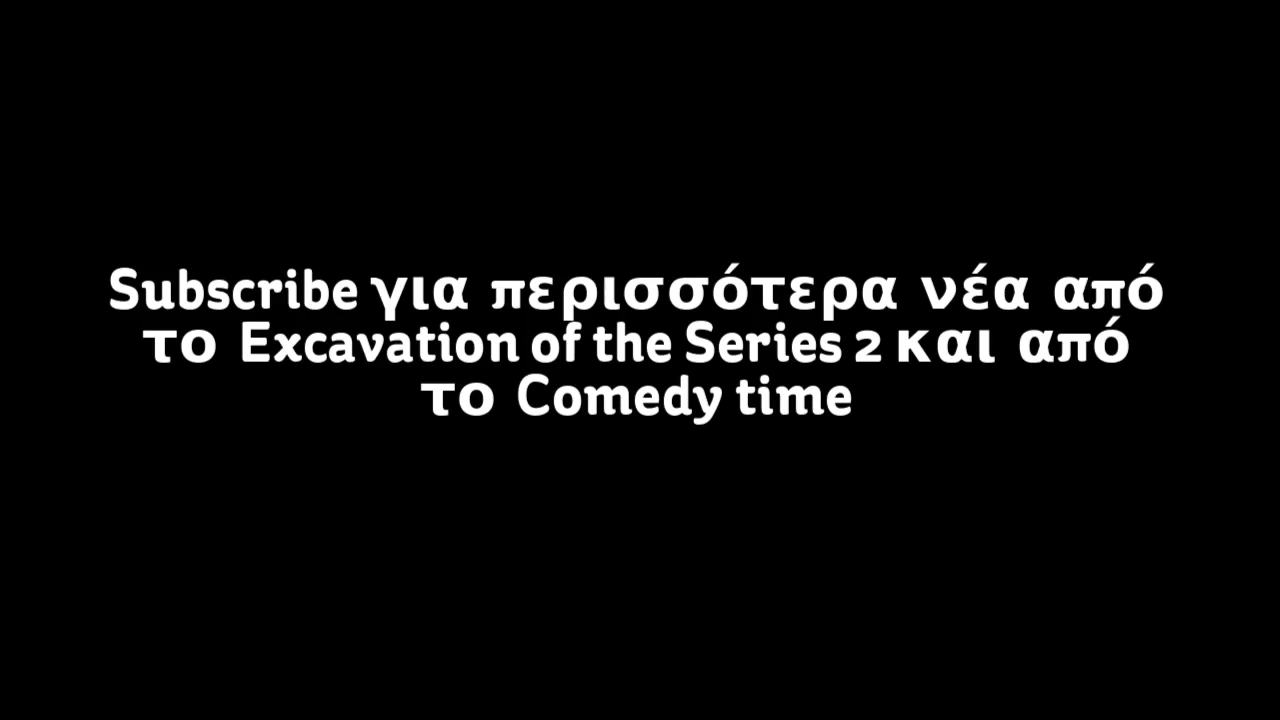 Subscribe για περισσότερα νέα από
το Excavation of the Series 2 και από
το Comedy time